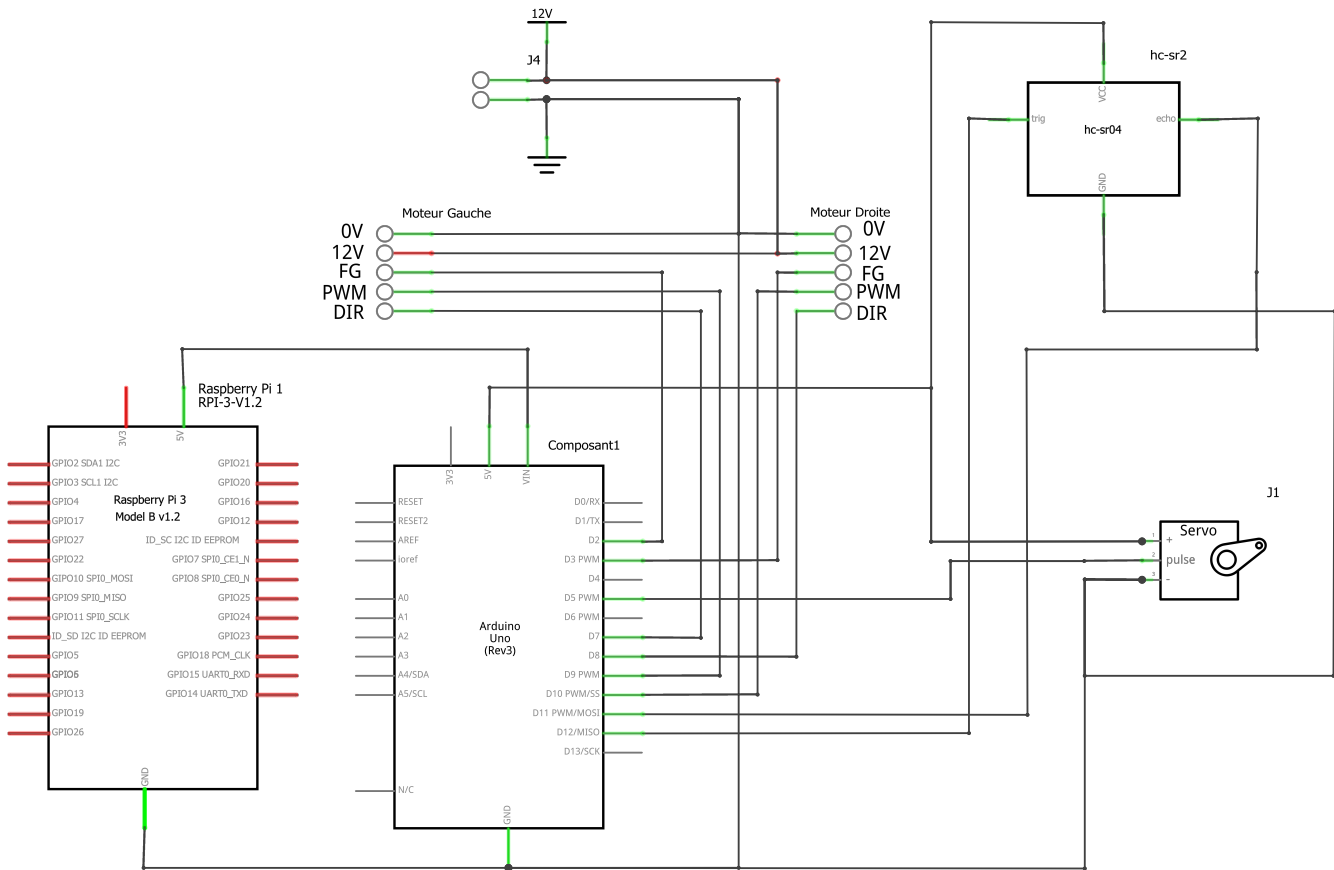 12V
J4
hc-sr2
VCC
trig
echo
hc-sr04
GND
Moteur Gauche
Moteur Droite
0V
0V
12V
12V
FG
FG
PWM
PWM
DIR
DIR
Raspberry Pi 1
RPI-3-V1.2
3V3
5V
GPIO2 SDA1 I2C
GPIO3 SCL1 I2C
GPIO4
GPIO17
GPIO27
GPIO22
GIPO10 SPI0_MOSI
GPIO9 SPI0_MISO
GPIO11 SPI0_SCLK
ID_SD I2C ID EEPROM
GPIO5
GPIO6
GPIO13
GPIO19
GPIO26
Raspberry Pi 3
Model B v1.2
GPIO21
GPIO20
GPIO16
GPIO12
ID_SC I2C ID EEPROM
GPIO7 SPI0_CE1_N
GPIO8 SPI0_CE0_N
GPIO25
GPIO24
GPIO23
GPIO18 PCM_CLK
GPIO15 UART0_RXD
GPIO14 UART0_TXD
GND
Composant1
3V3
5V
VIN
RESET
RESET2
AREF
ioref
A0
A1
A2
A3
A4/SDA
A5/SCL
N/C
Arduino
Uno
(Rev3)
D0/RX
D1/TX
D2
D3 PWM
D4
D5 PWM
D6 PWM
D7
D8
D9 PWM
D10 PWM/SS
D11 PWM/MOSI
D12/MISO
D13/SCK
GND
J1
Servo
1
+
2
pulse
3
-